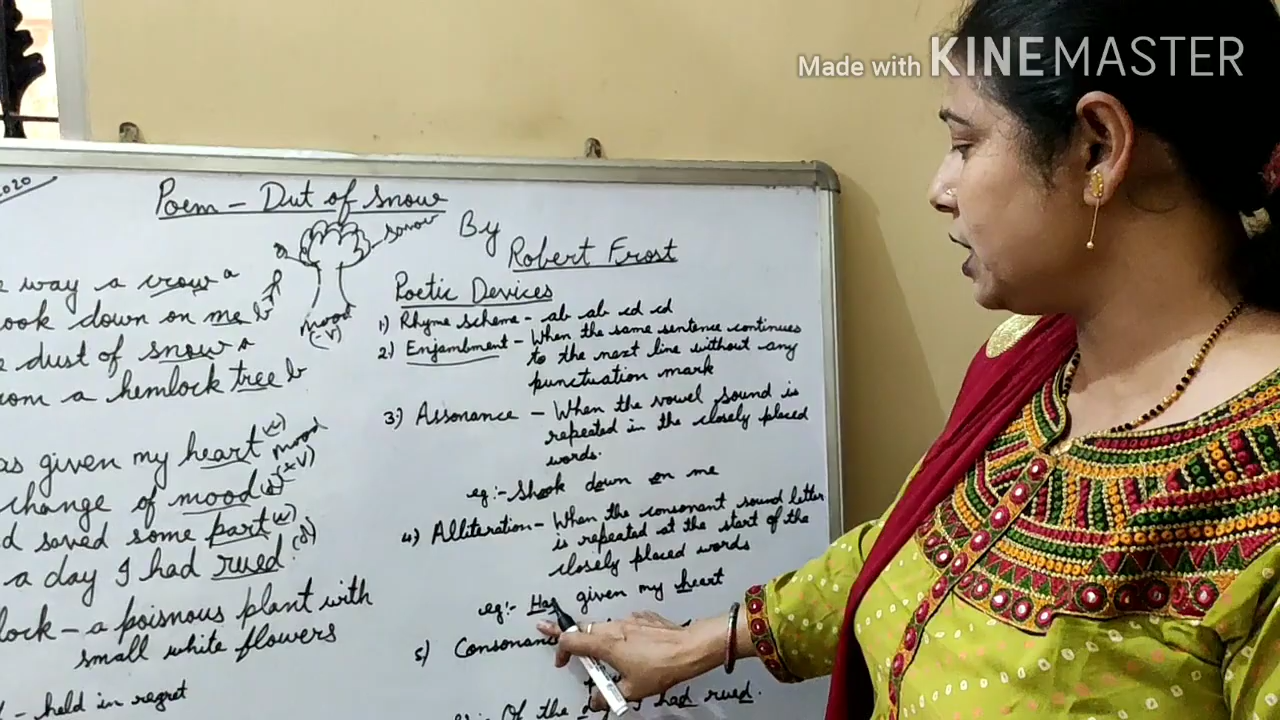 Made with KINEMASTER
2020
Poem - Dut of snow
snow
By
Robert Frost
way a crow a
ook down on me b
dust of snow a
om a hemlock tree b
mood
(-v)
as given my heart (c)
change of mood (d)
mood
(+v)
d saved some part (c)
a day I had rued (d)
lock - a poisnous plant with
small white flowers
- held in regret
Poetic Devices
1) Rhyme scheme - ab ab cd cd
2.) Enjambment - When the same sentence continues
to the next line without any
punctuation mark
3.) Assonance - When the vowel sound is
repeated in the closely placed
words.
eg:- Shook down on me
4) Alliteration - When the consonant sound letter
is repeated at the start of the
closely placed words
eg:- Has given my heart
5) Consonan
Of the day I had rued.